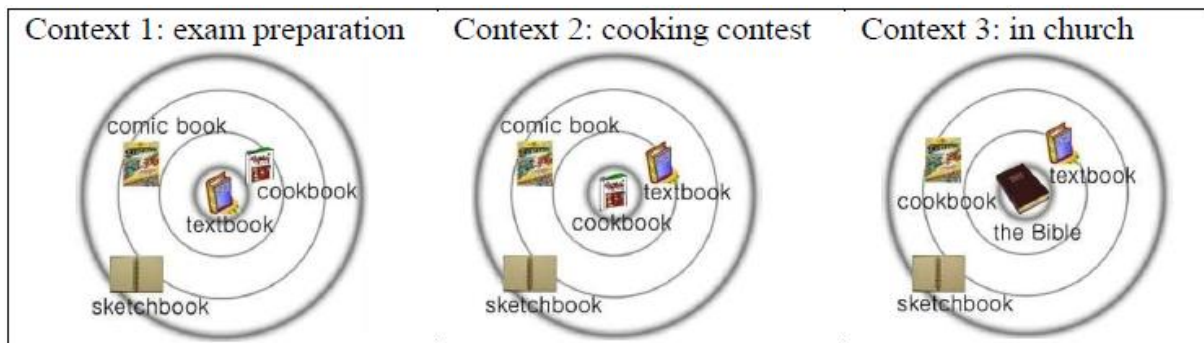 Context 1: exam preparation
comic book
cookbook
textbook
sketchbook
Context 2: cooking contest
comic book
textbook
cookbook
sketchbook
Context 3: in church
textbook
cookbook
the Bible
sketchbook